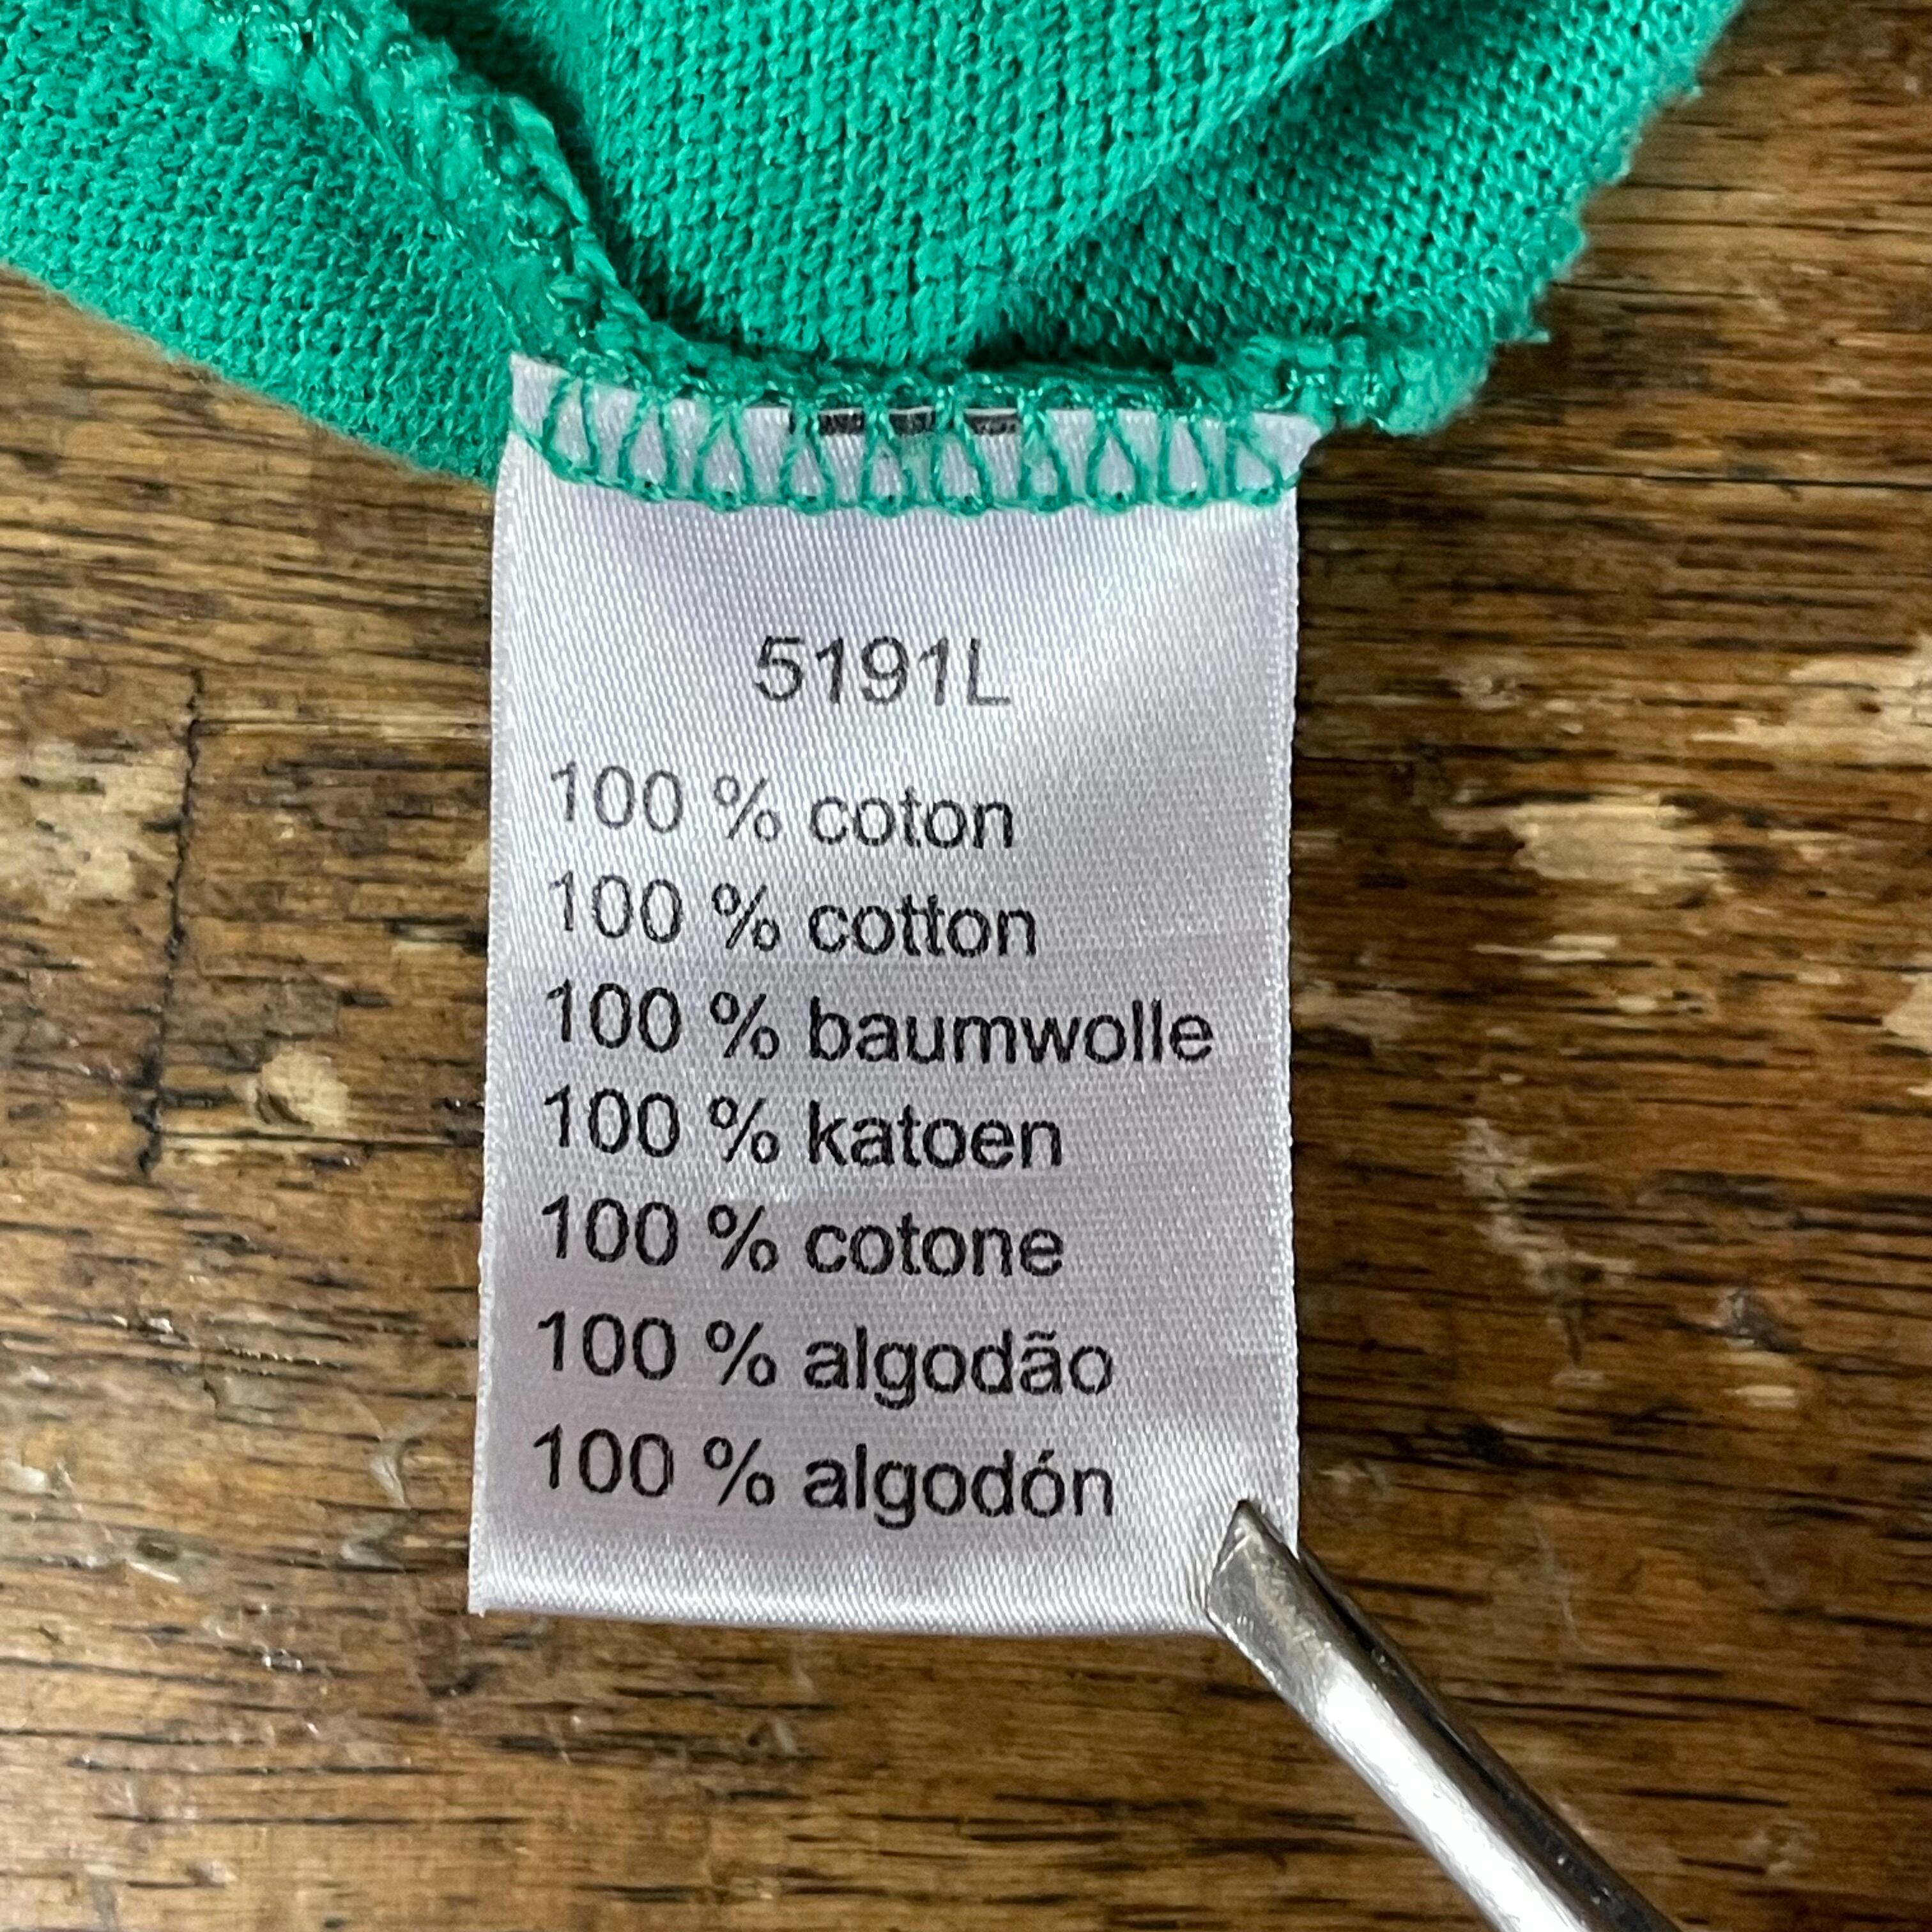 5191L
100 % coton
100 % cotton
100 % baumwolle
100 % katoen
100 % cotone
100 % algodão
100 % algodón